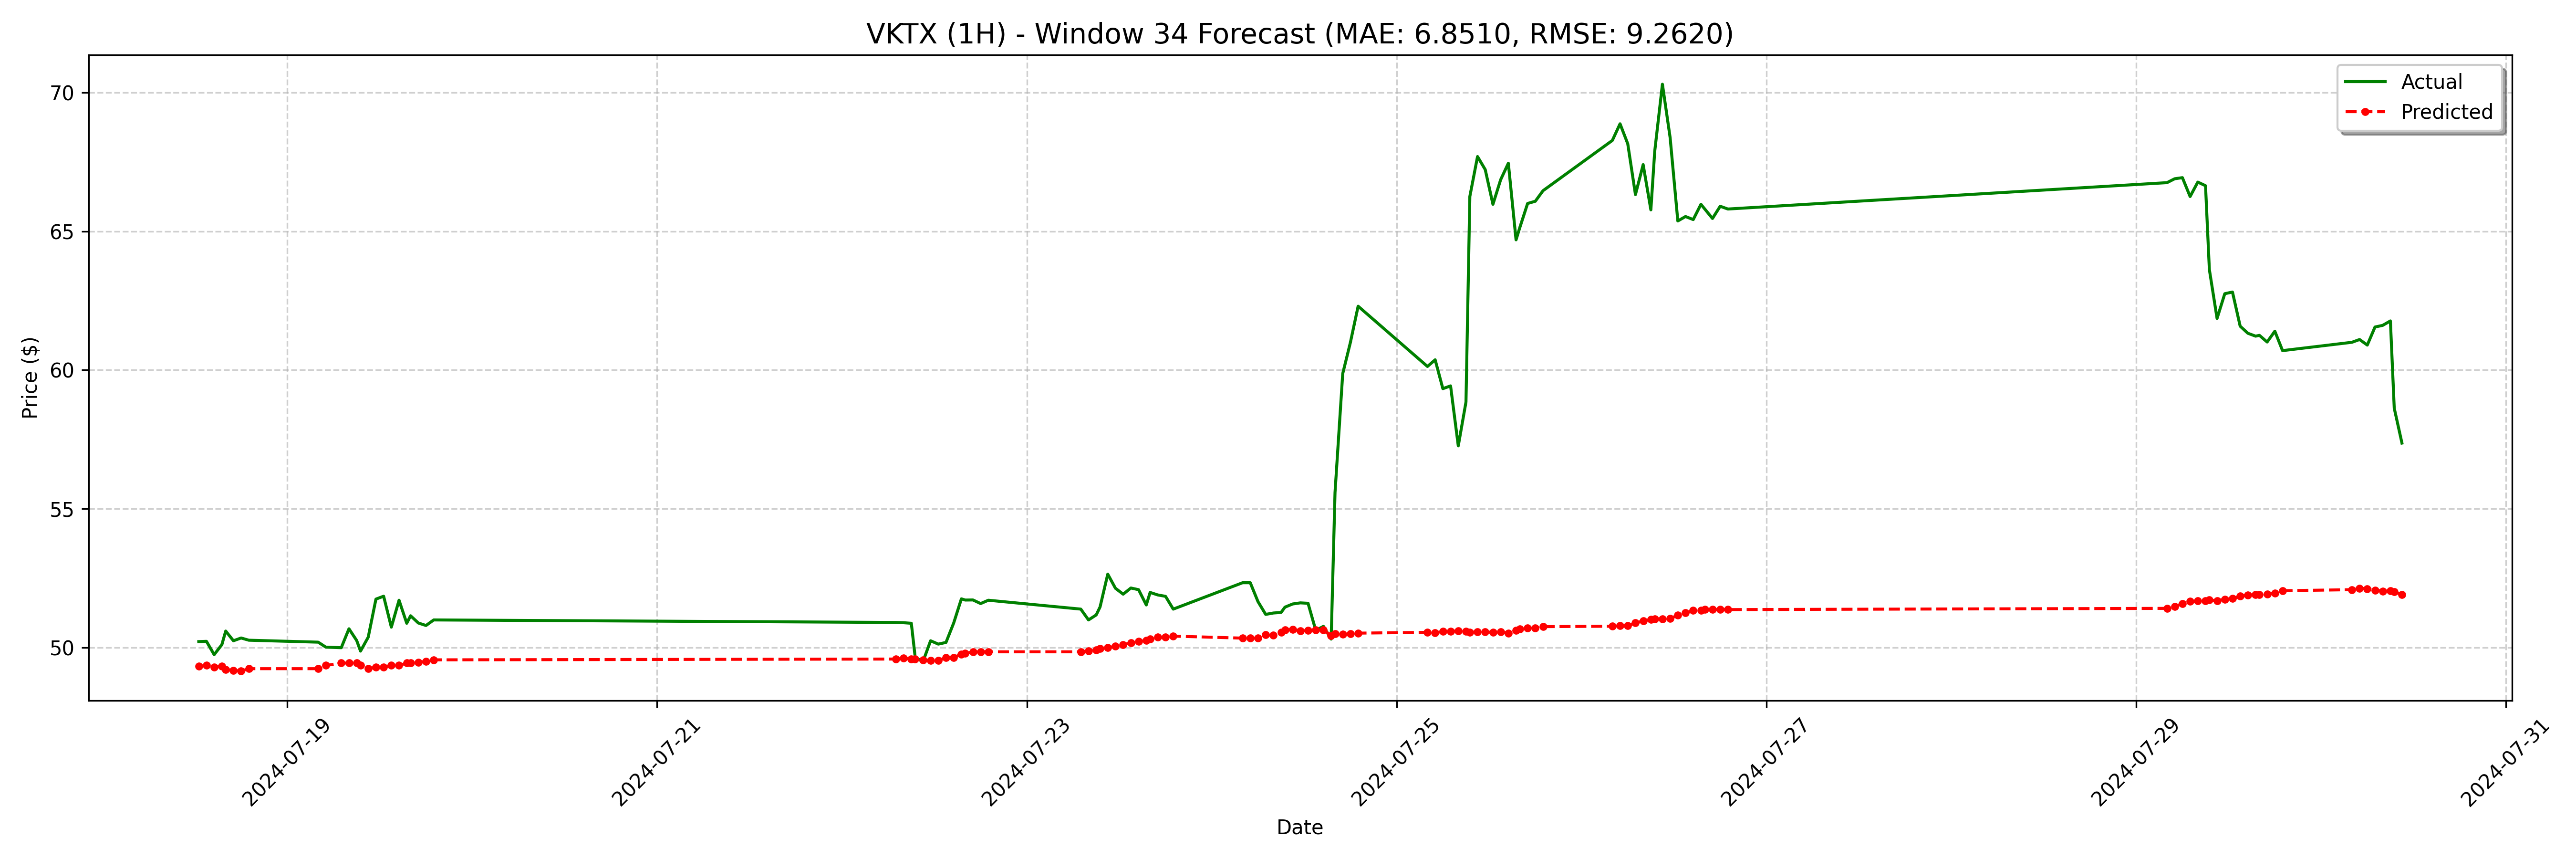 VKTX (1H) - Window 34 Forecast (MAE: 6.8510, RMSE: 9.2620)
Actual
Predicted
Price ($)
70
65
60
55
50
2024-07-19
2024-07-21
2024-07-23
2024-07-25
2024-07-27
2024-07-29
2024-07-31
Date